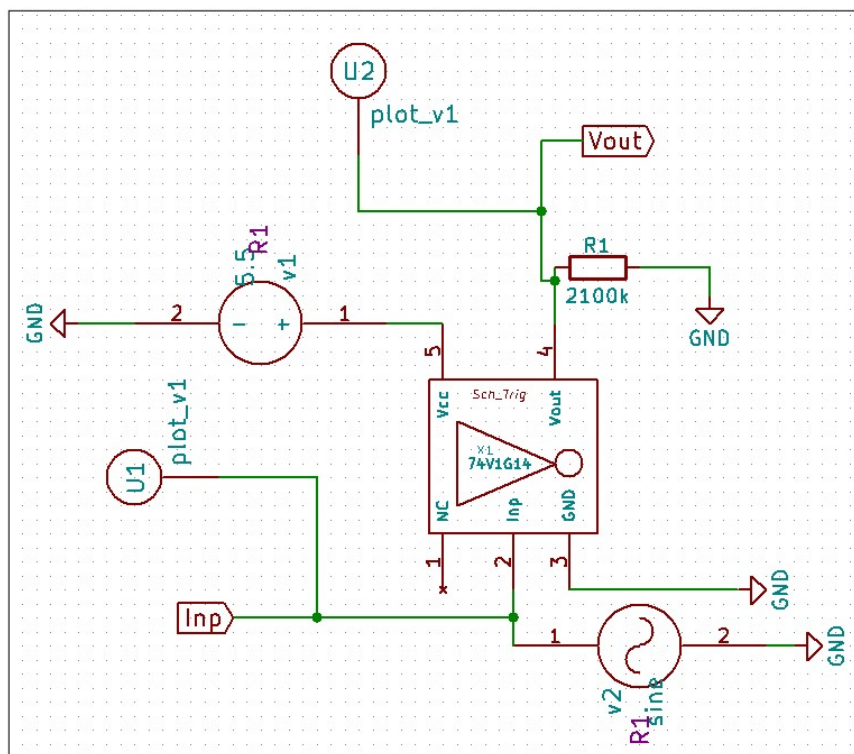 U2
plot_v1
Vout
R1
2100k
GND
R1
5.5
v1
GND
2
- +
1
5
4
Vcc
Sch_Trig
Vout
X1
74V1G14
NC
Inp
GND
plot_v1
U1
1
2
3
GND
Inp
1
2
GND
v2
sine
R1